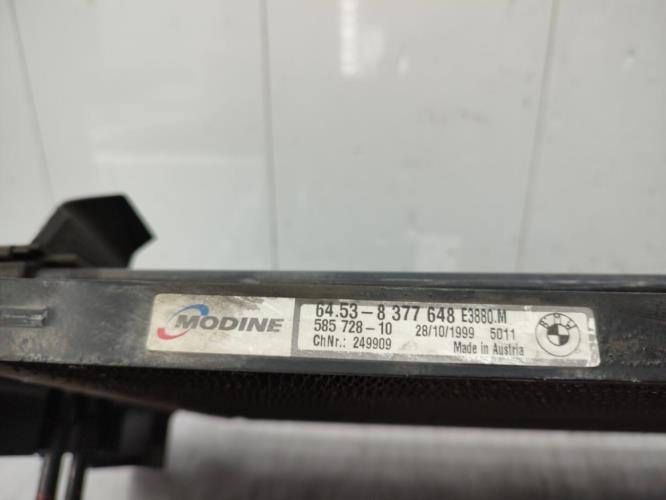 MODINE
64.53-8 377 648 E3880.M
585 728-10 28/10/1999 5011
ChNr.: 249909 Made in Austria
BMW